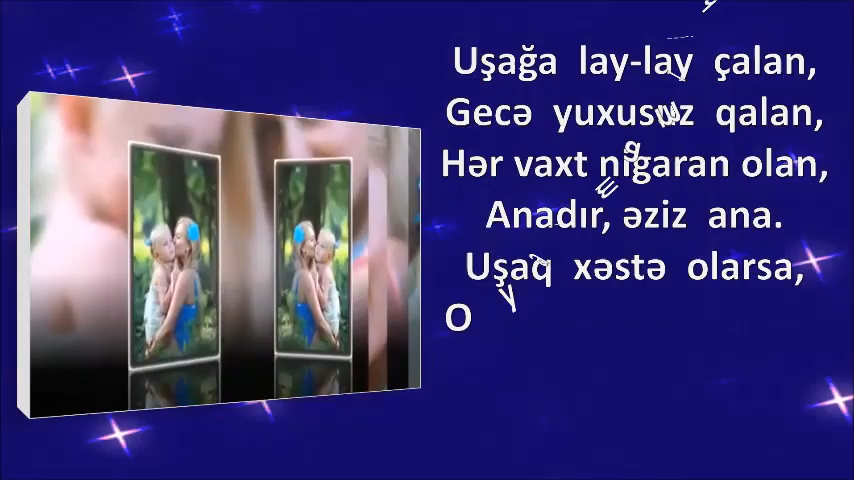 Uşağa lay-lay çalan,
Gecə yuxusuz qalan,
Hər vaxt nigaran olan,
Anadır, əziz ana.
Uşaq xəstə olarsa,
O